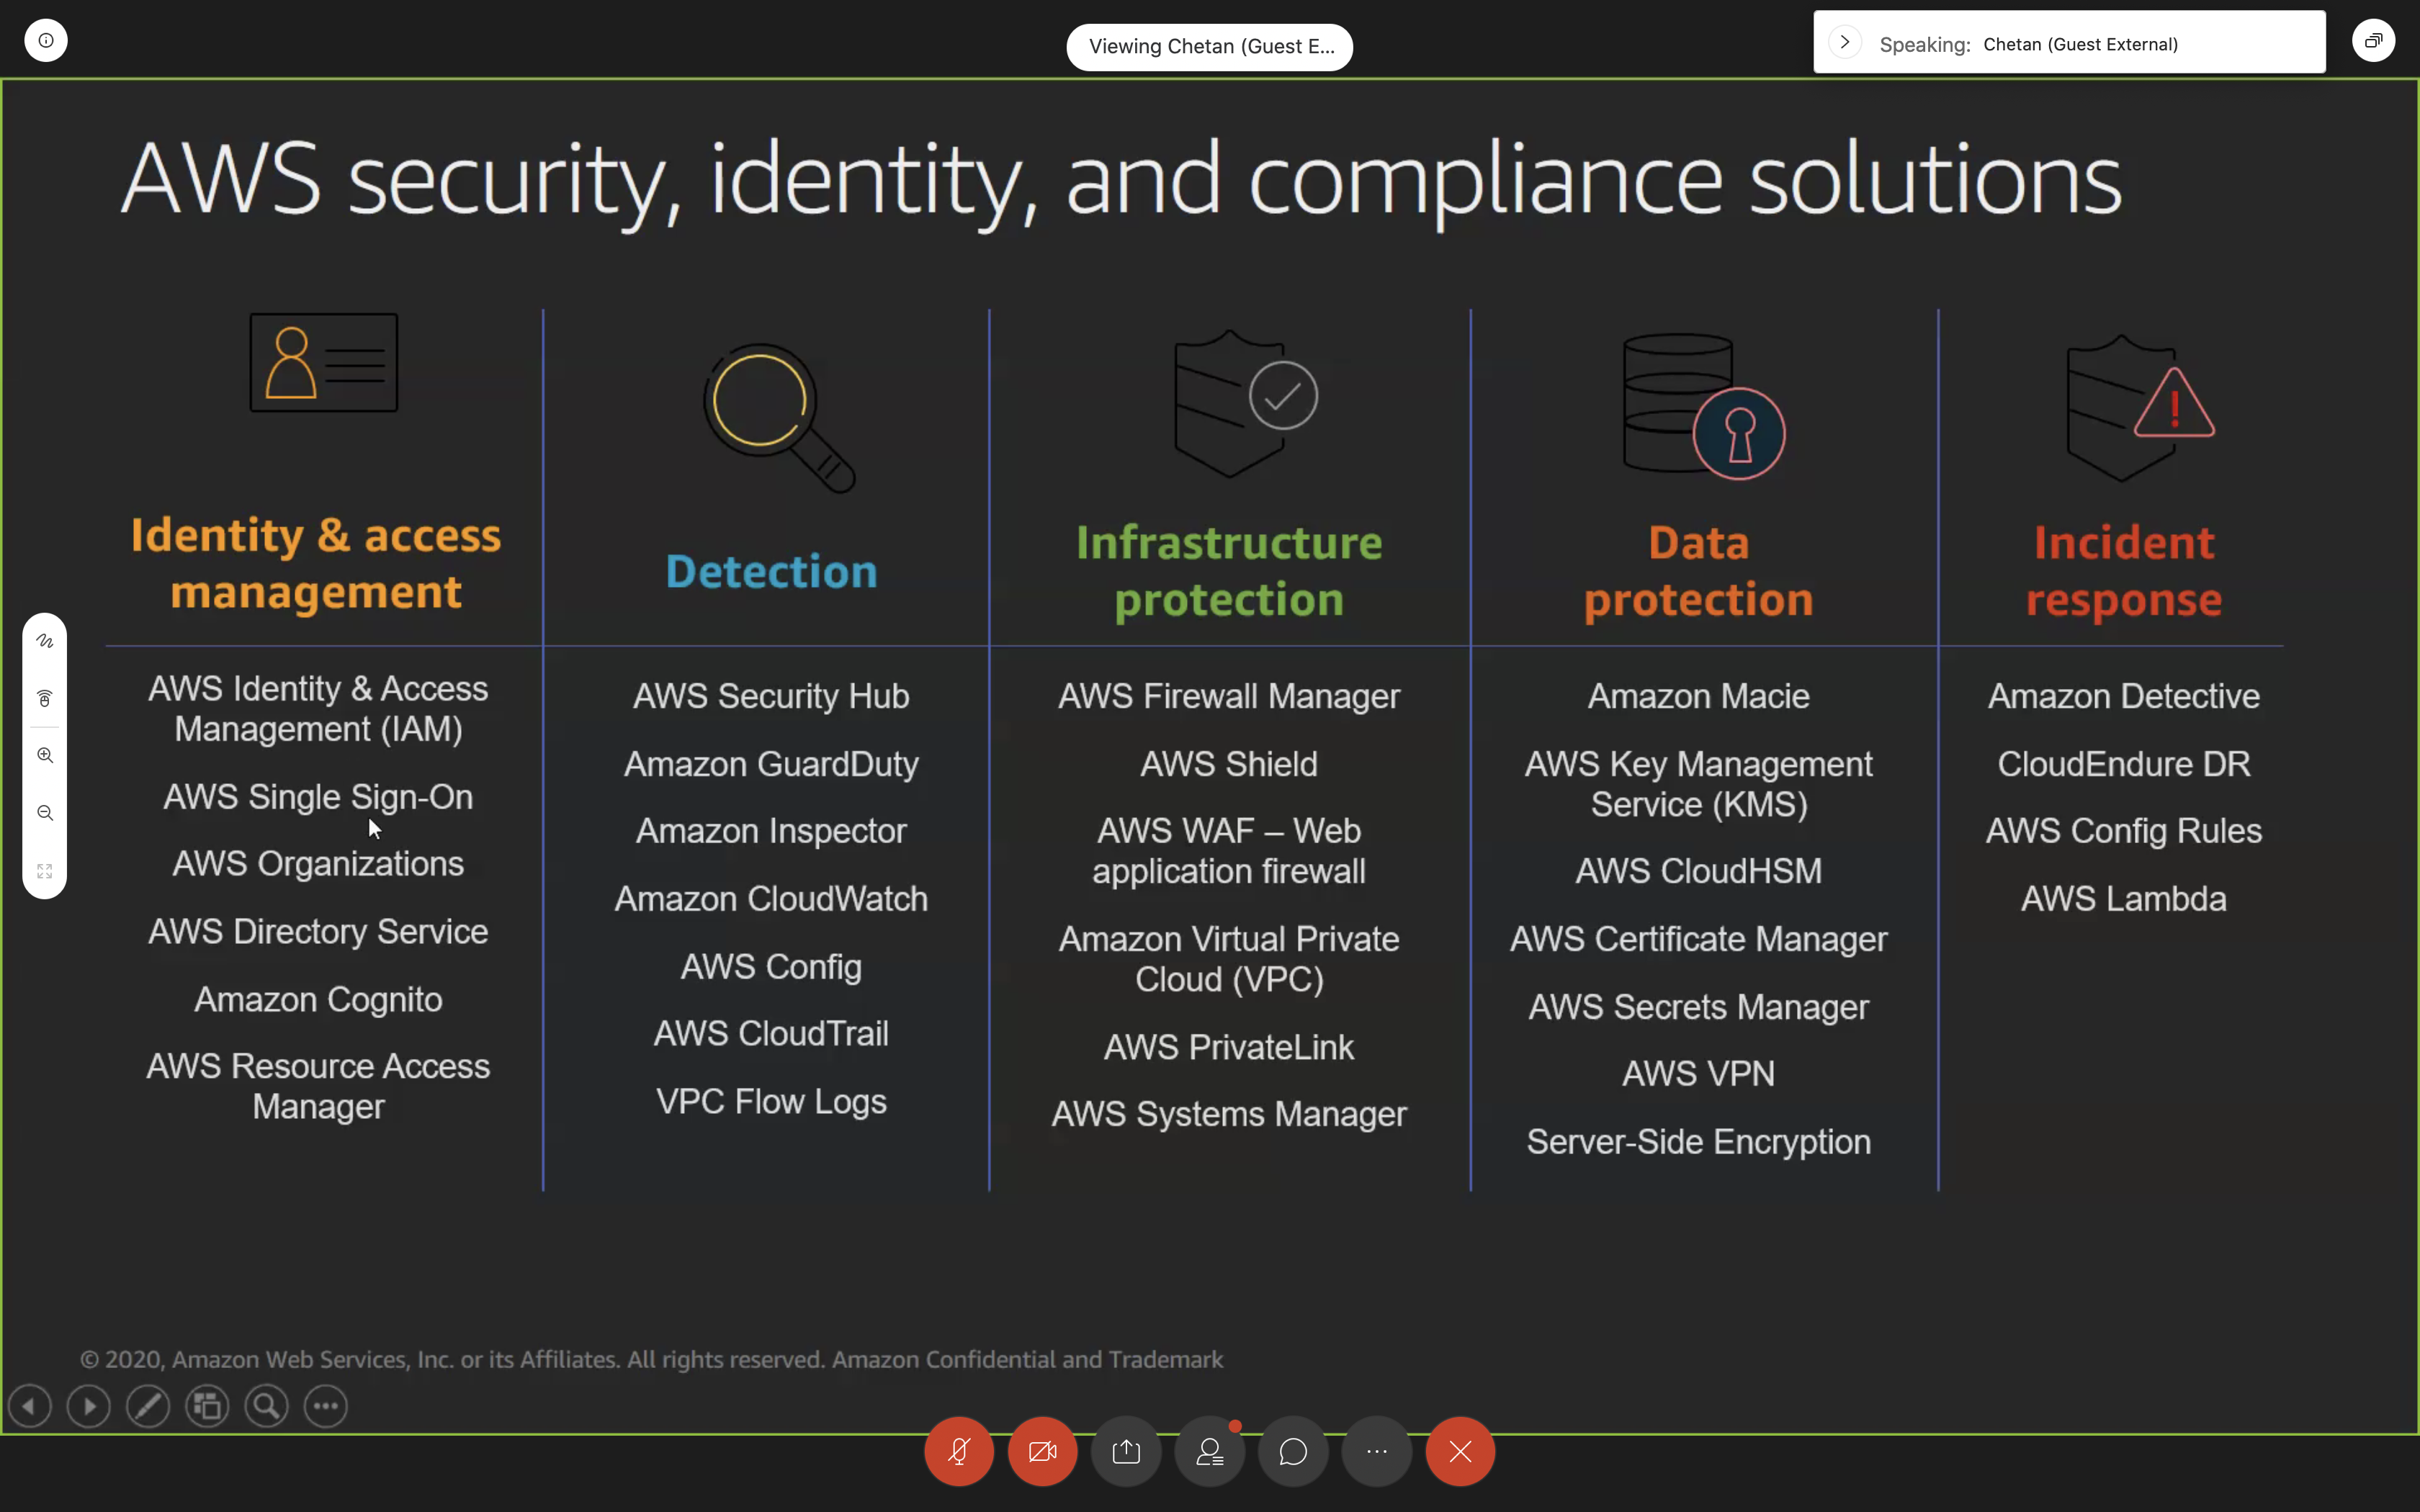 Viewing Chetan (Guest E...
Speaking: Chetan (Guest External)
AWS security, identity, and compliance solutions
Identity & access
management
AWS Identity & Access
Management (IAM)
AWS Single Sign-On
AWS Organizations
AWS Directory Service
Amazon Cognito
AWS Resource Access
Manager
Detection
AWS Security Hub
Amazon GuardDuty
Amazon Inspector
Amazon CloudWatch
AWS Config
AWS CloudTrail
VPC Flow Logs
Infrastructure
protection
AWS Firewall Manager
AWS Shield
AWS WAF – Web
application firewall
Amazon Virtual Private
Cloud (VPC)
AWS PrivateLink
AWS Systems Manager
Data
protection
Amazon Macie
AWS Key Management
Service (KMS)
AWS CloudHSM
AWS Certificate Manager
AWS Secrets Manager
AWS VPN
Server-Side Encryption
Incident
response
Amazon Detective
CloudEndure DR
AWS Config Rules
AWS Lambda
© 2020, Amazon Web Services, Inc. or its Affiliates. All rights reserved. Amazon Confidential and Trademark